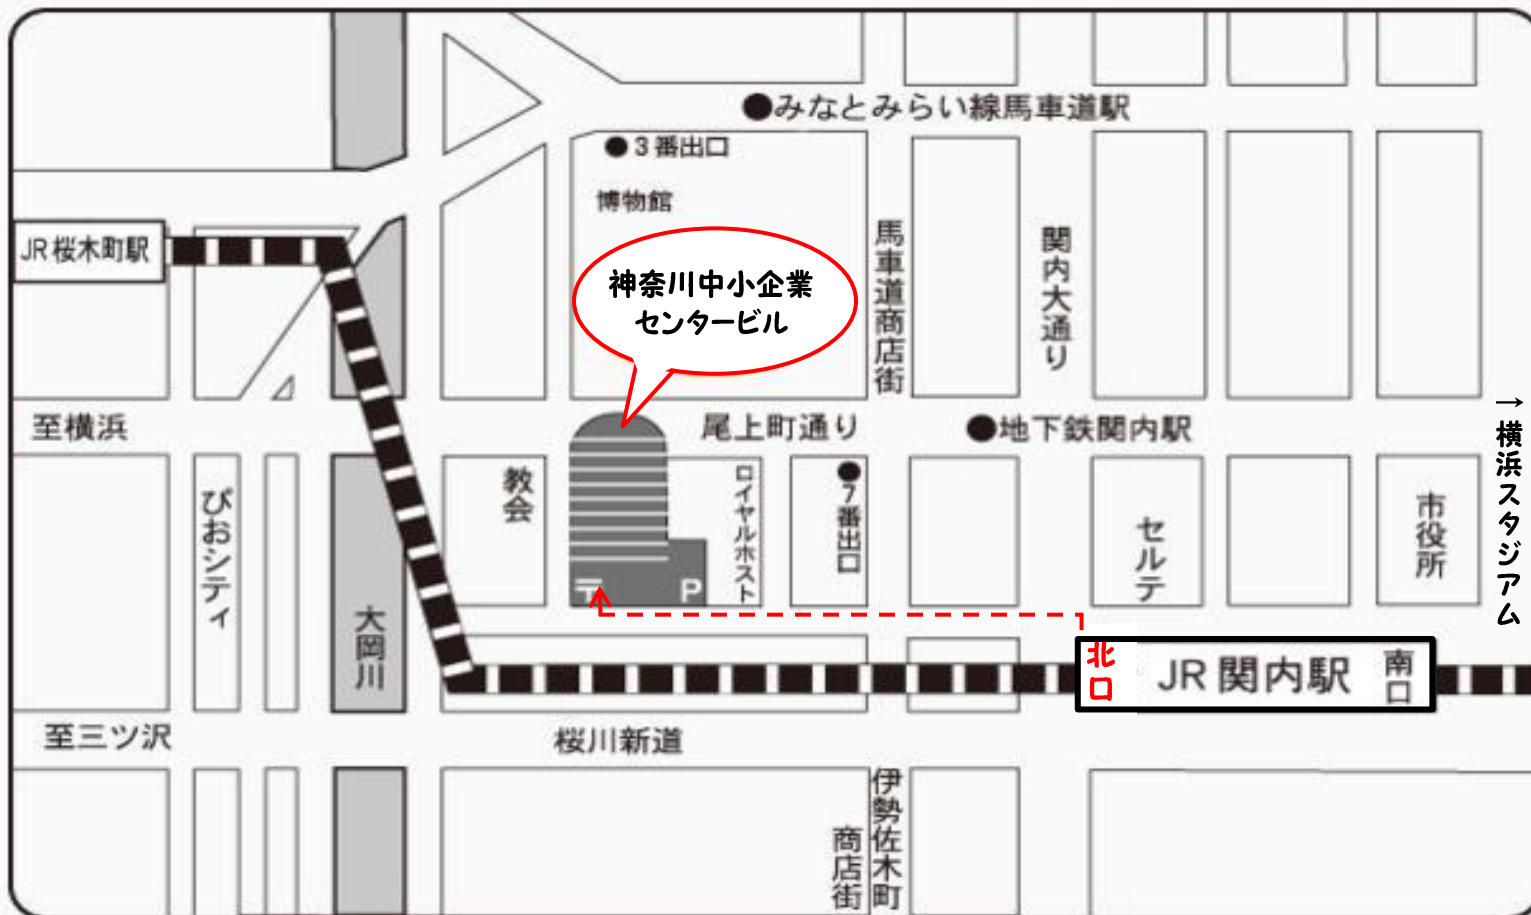 ●みなとみらい線馬車道駅
●3番出口
博物館
JR桜木町駅
神奈川中小企業
センタービル
馬車道商店街
関内大通り
至横浜
尾上町通り
●地下鉄関内駅
→横浜スタジアム
ぴおシティ
大岡川
教会
〒
P
ロイヤルホスト
●7番出口
セルテ
市役所
北口
JR関内駅
南口
至三ツ沢
桜川新道
伊勢佐木町
商店街